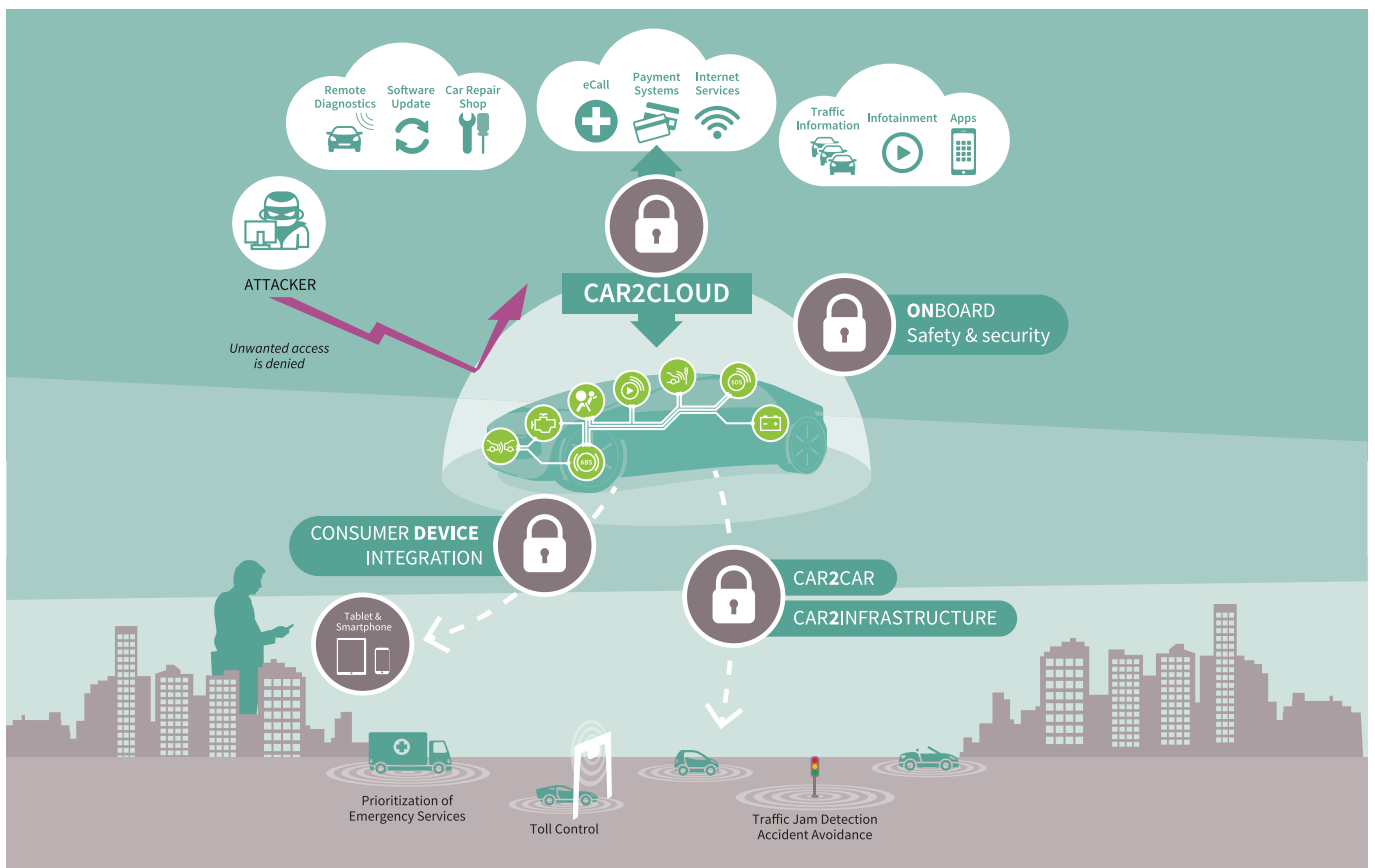 Remote
Diagnostics
Software
Update
Car Repair
Shop
eCall
Payment
Systems
Internet
Services
Traffic
Information
Infotainment
Apps
ATTACKER
Unwanted access
is denied
CAR2CLOUD
ONBOARD
Safety & security
SOS
ABS
CONSUMER DEVICE
INTEGRATION
Tablet &
Smartphone
CAR2CAR
CAR2INFRASTRUCTURE
Prioritization of
Emergency Services
Toll Control
Traffic Jam Detection
Accident Avoidance